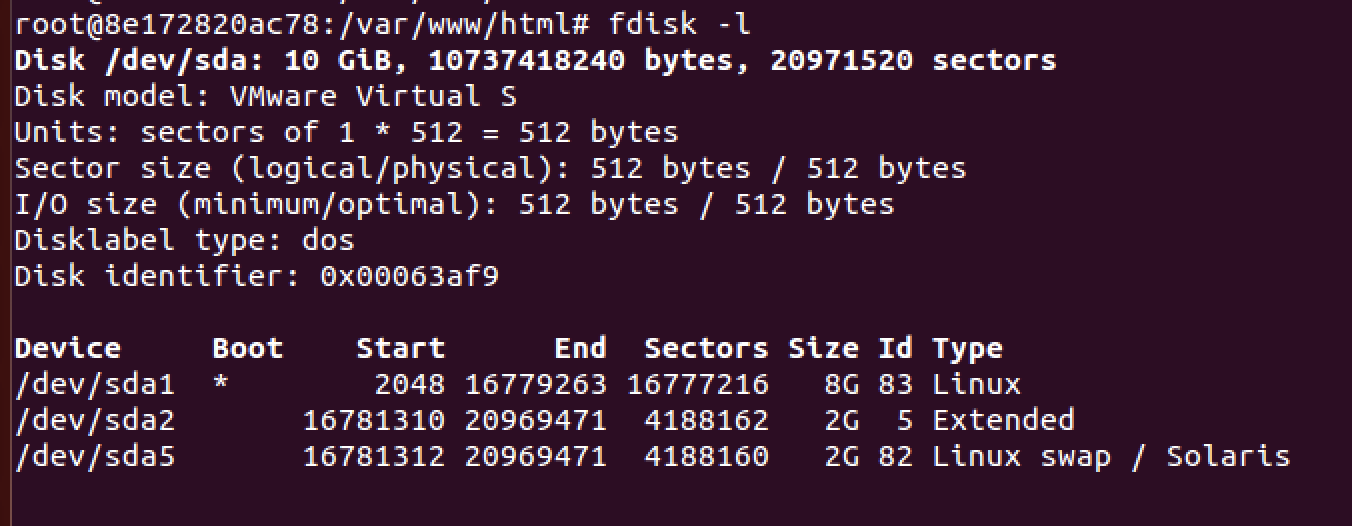 root@8e172820ac78:/var/www/html# fdisk -l
Disk /dev/sda: 10 GiB, 10737418240 bytes, 20971520 sectors
Disk model: VMware Virtual S
Units: sectors of 1 * 512 = 512 bytes
Sector size (logical/physical): 512 bytes / 512 bytes
I/O size (minimum/optimal): 512 bytes / 512 bytes
Disklabel type: dos
Disk identifier: 0x00063af9

Device     Boot    Start      End  Sectors Size Id Type
/dev/sda1  *        2048 16779263 16777216   8G 83 Linux
/dev/sda2       16781310 20969471  4188162   2G  5 Extended
/dev/sda5       16781312 20969471  4188160   2G 82 Linux swap / Solaris